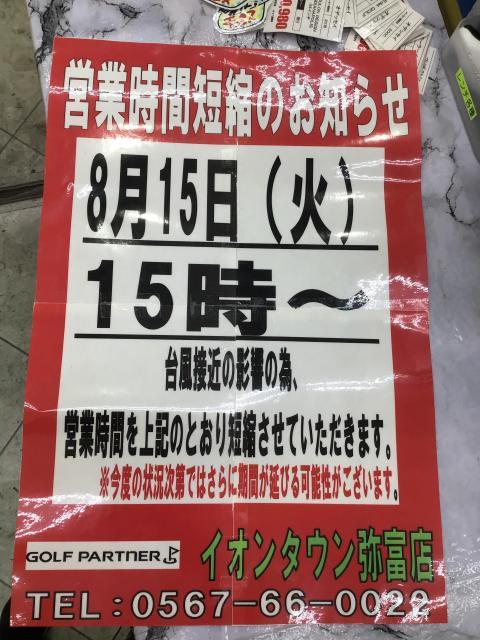 営業時間短縮のお知らせ
8月15日（火）
15時～
台風接近の影響の為、
営業時間を上記のとおり短縮させていただきます。
※今度の状況次第ではさらに期間が延びる可能性がございます。
GOLF PARTNER
イオンタウン弥富店
TEL：0567-66-0022